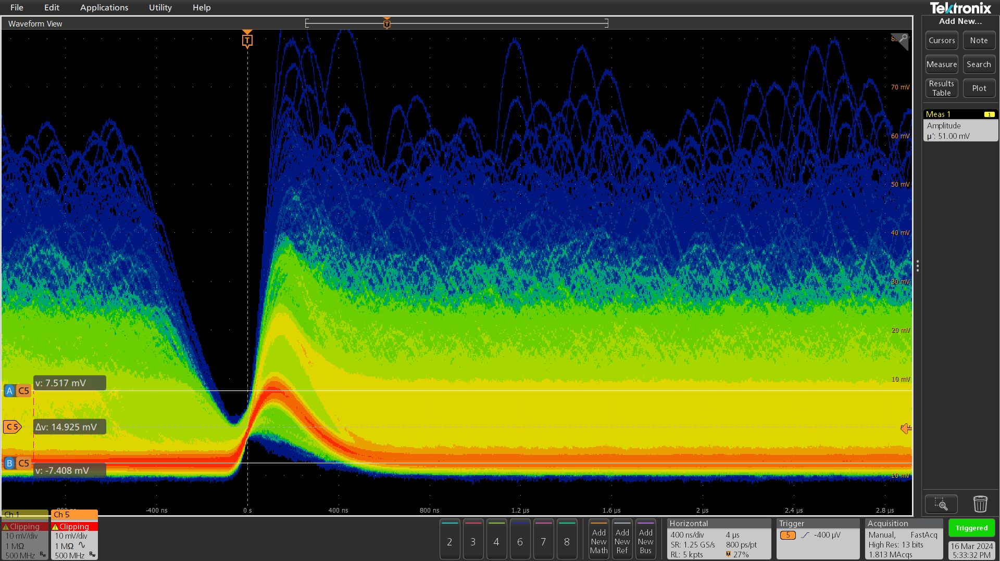 File Edit Applications Utility Help
Tektronix
Waveform View
Add New...
T
T
Cursors Note
Measure Search
Results Table Plot
Meas 1 1
Amplitude
µ': 51.00 mV
70 mV
60 mV
50 mV
40 mV
30 mV
20 mV
10 mV
-10 mV
v: 7.517 mV
A C5
C 5
Δv: 14.925 mV
B C5
v: -7.408 mV
-400 ns 0 s 400 ns 800 ns 1.2 µs 1.6 µs 2 µs 2.4 µs 2.8 µs
Ch 1
Clipping
10 mV/div
1 MΩ
500 MHz Bw
Ch 5
Clipping
10 mV/div
1 MΩ
500 MHz Bw
2 3 4 6 7 8
Add New Math
Add New Ref
Add New Bus
Horizontal
400 ns/div 4 µs
SR: 1.25 GS/s 800 ps/pt
RL: 5 kpts T 27%
Trigger
5 -400 µV
Acquisition
Manual, FastAcq
High Res: 13 bits
1.813 MAcqs
Triggered
16 Mar 2024
5:33:32 PM